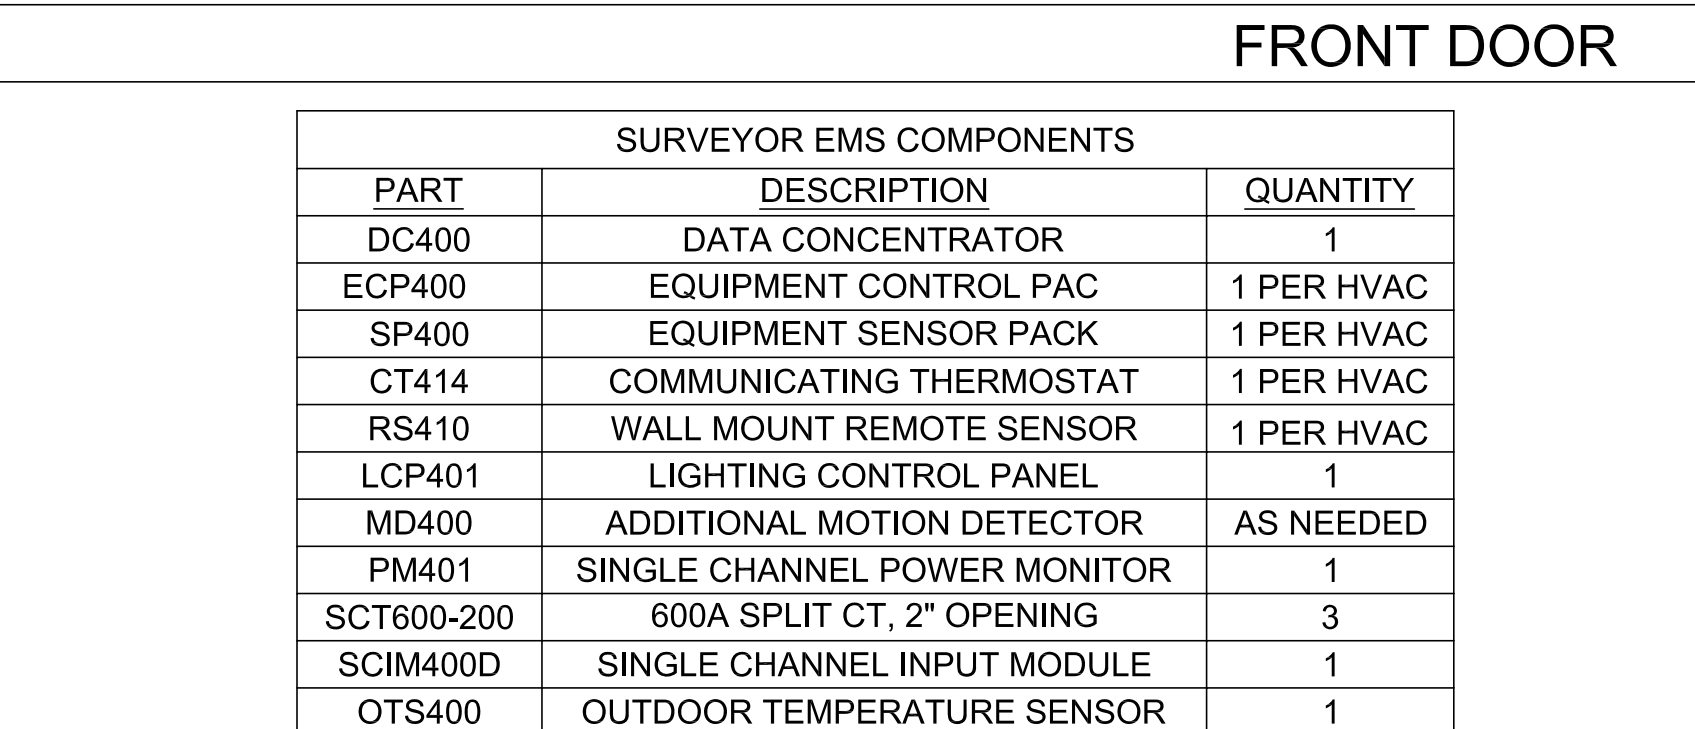 FRONT DOOR
SURVEYOR EMS COMPONENTS
PART DESCRIPTION QUANTITY
DC400 DATA CONCENTRATOR 1
ECP400 EQUIPMENT CONTROL PAC 1 PER HVAC
SP400 EQUIPMENT SENSOR PACK 1 PER HVAC
CT414 COMMUNICATING THERMOSTAT 1 PER HVAC
RS410 WALL MOUNT REMOTE SENSOR 1 PER HVAC
LCP401 LIGHTING CONTROL PANEL 1
MD400 ADDITIONAL MOTION DETECTOR AS NEEDED
PM401 SINGLE CHANNEL POWER MONITOR 1
SCT600-200 600A SPLIT CT, 2" OPENING 3
SCIM400D SINGLE CHANNEL INPUT MODULE 1
OTS400 OUTDOOR TEMPERATURE SENSOR 1